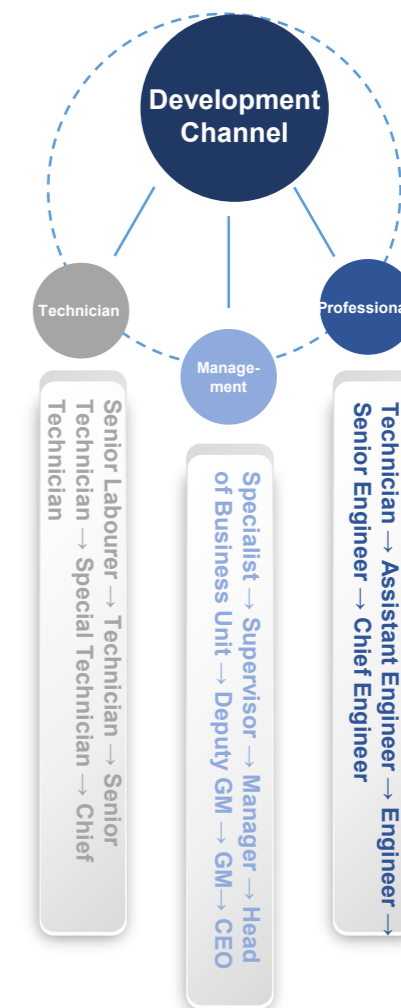 Development
Channel
Technician
Manage-
ment
Professional
Senior Labourer → Technician → Senior
Technician → Special Technician → Chief
Technician
Specialist → Supervisor → Manager → Head
of Business Unit → Deputy GM → GM→ CEO
Technician → Assistant Engineer → Engineer →
Senior Engineer → Chief Engineer